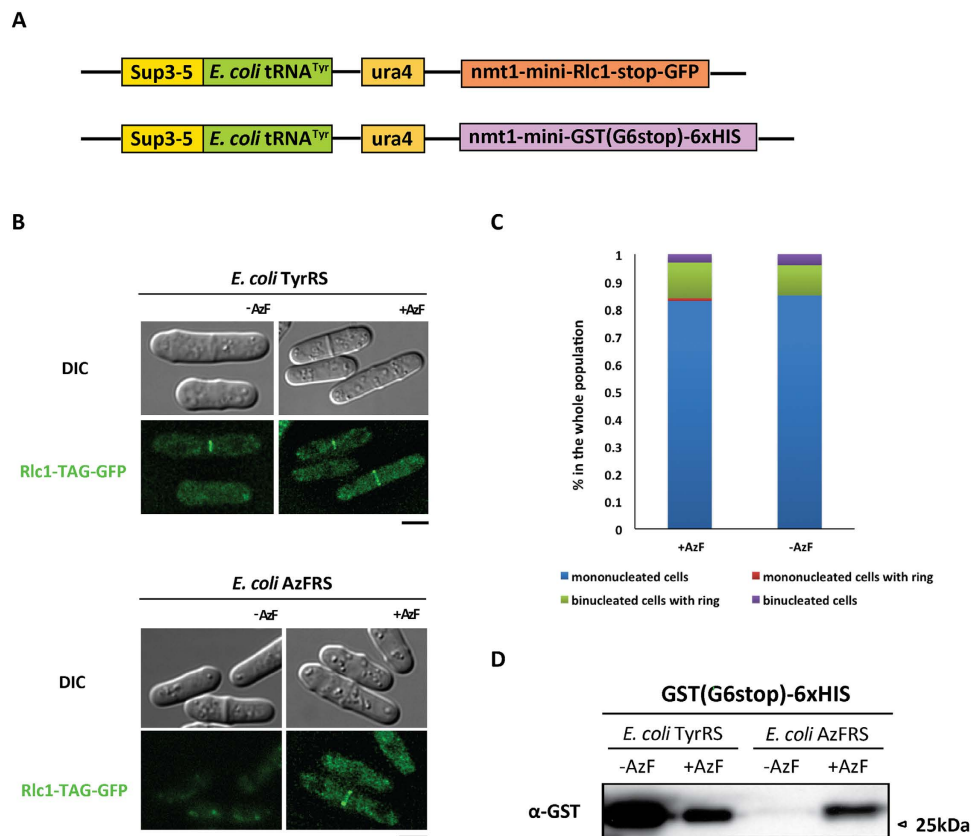 A
Sup3-5 E. coli tRNATyr ura4 nmt1-mini-Rlc1-stop-GFP
Sup3-5 E. coli tRNATyr ura4 nmt1-mini-GST(G6stop)-6xHIS
B
E. coli TyrRS
-AzF +AzF
DIC
Rlc1-TAG-GFP
E. coli AzFRS
-AzF +AzF
DIC
Rlc1-TAG-GFP
C
% in the whole population
1
0.9
0.8
0.7
0.6
0.5
0.4
0.3
0.2
0.1
0
+AzF -AzF
mononucleated cells mononucleated cells with ring
binucleated cells with ring binucleated cells
D
GST(G6stop)-6xHIS
E. coli TyrRS E. coli AzFRS
-AzF +AzF -AzF +AzF
α-GST
25kDa